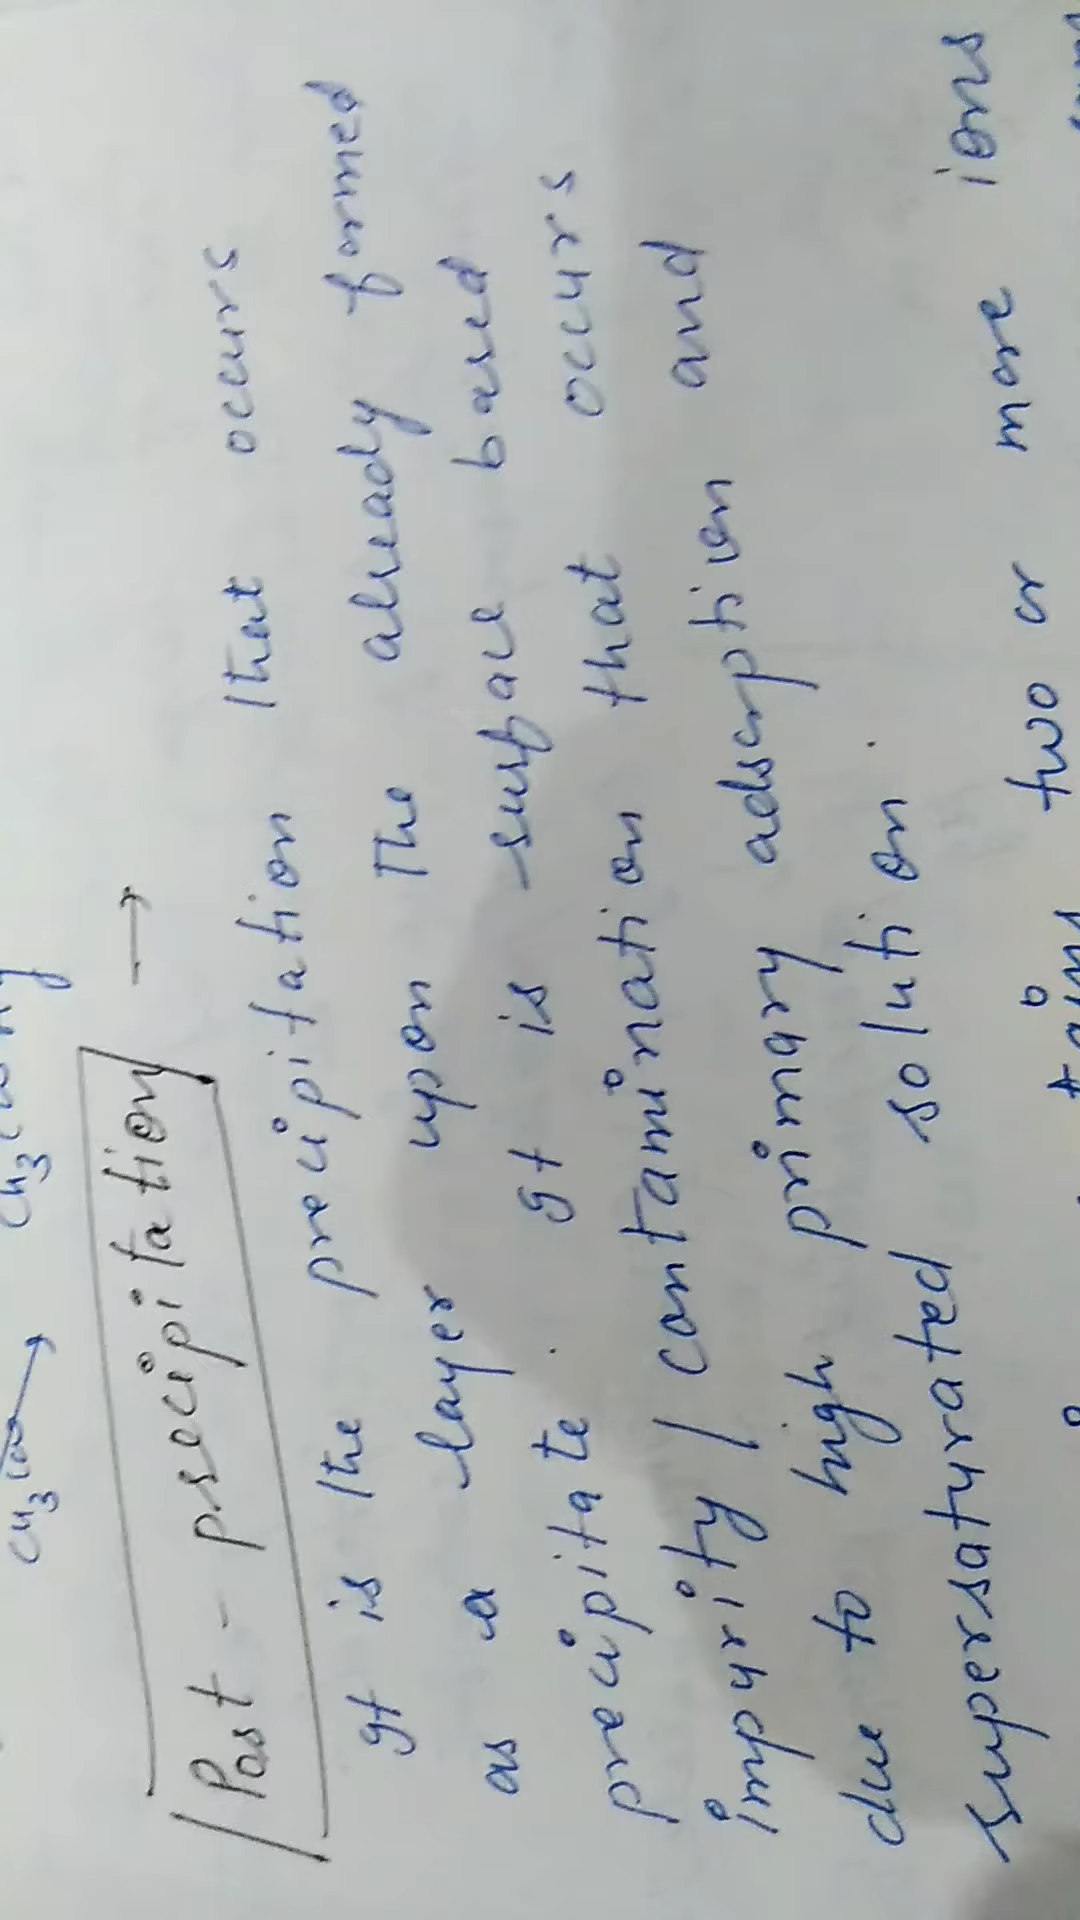 CH₃COO
Post - precipitation →
It is the precipitation that occurs
as a layer upon the already formed
precipitate. It is surface based
impurity / contamination that occurs
due to high primary adsorption and
supersaturated solution.
two or more ions